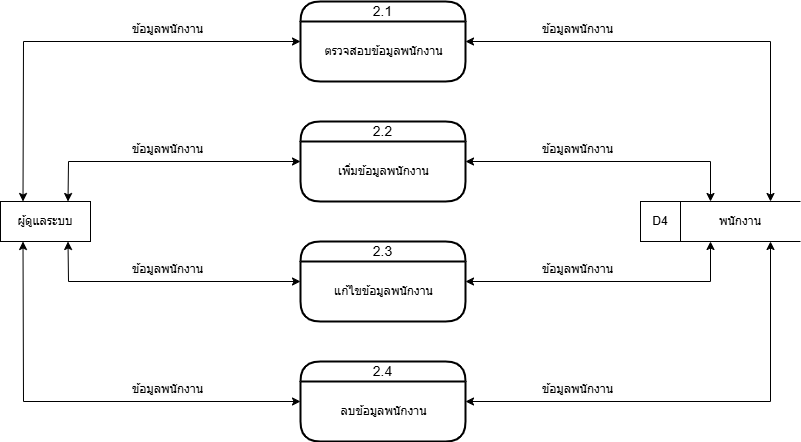 2.1
ข้อมูลพนักงาน
ข้อมูลพนักงาน
ตรวจสอบข้อมูลพนักงาน
2.2
ข้อมูลพนักงาน
ข้อมูลพนักงาน
เพิ่มข้อมูลพนักงาน
ผู้ดูแลระบบ
D4
พนักงาน
2.3
ข้อมูลพนักงาน
ข้อมูลพนักงาน
แก้ไขข้อมูลพนักงาน
2.4
ข้อมูลพนักงาน
ข้อมูลพนักงาน
ลบข้อมูลพนักงาน